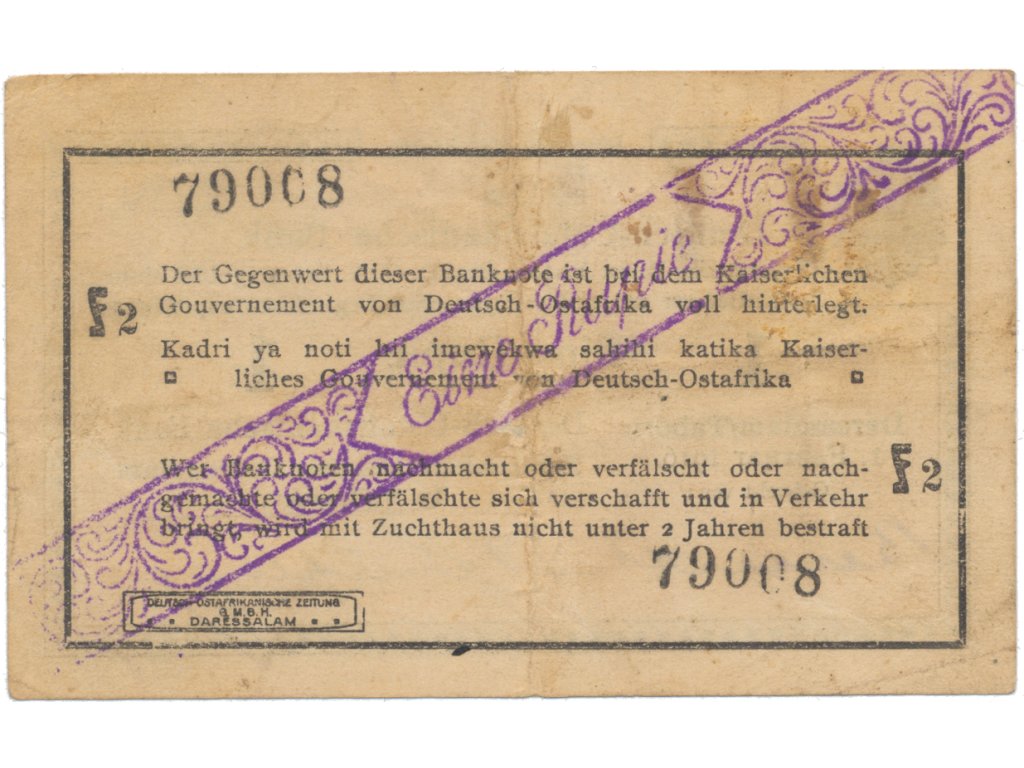 79008
Der Gegenwert dieser Banknote ist bei dem Kaiserlichen
F2 Gouvernement von Deutsch-Ostafrika voll hinterlegt.
Kadri ya noti hii imewekwa sahihi katika Kaiser-
liches Gouvernement von Deutsch-Ostafrika
Eine Rupie
Wer Banknoten nachmacht oder verfälscht oder nach-
F2
gemachte oder verfälschte sich verschafft und in Verkehr
bringt, wird mit Zuchthaus nicht unter 2 Jahren bestraft
79008
DEUTSCH-OSTAFRIKANISCHE ZEITUNG
G.M.B.H.
DARESSALAM